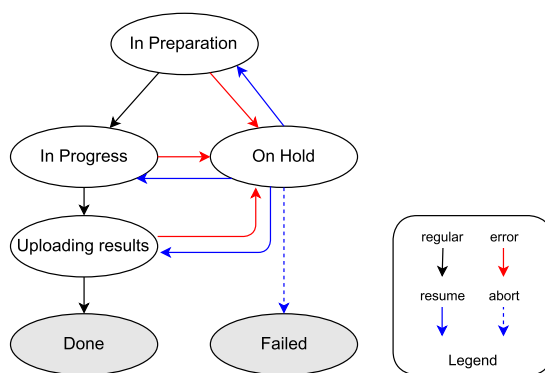 In Preparation
In Progress
On Hold
Uploading results
Done
Failed
regular
error
resume
abort
Legend